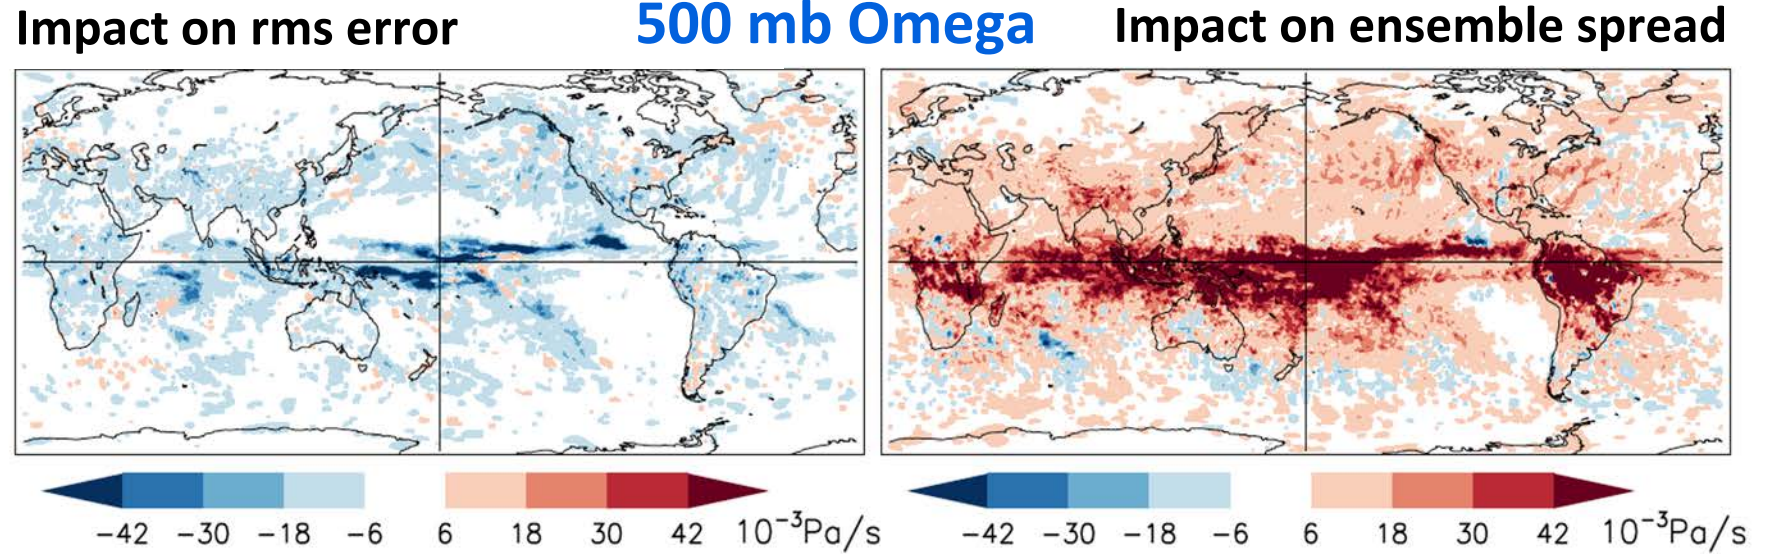 Impact on rms error 500 mb Omega Impact on ensemble spread
−42 −30 −18 −6 6 18 30 42 10⁻³Pa/s −42 −30 −18 −6 6 18 30 42 10⁻³Pa/s